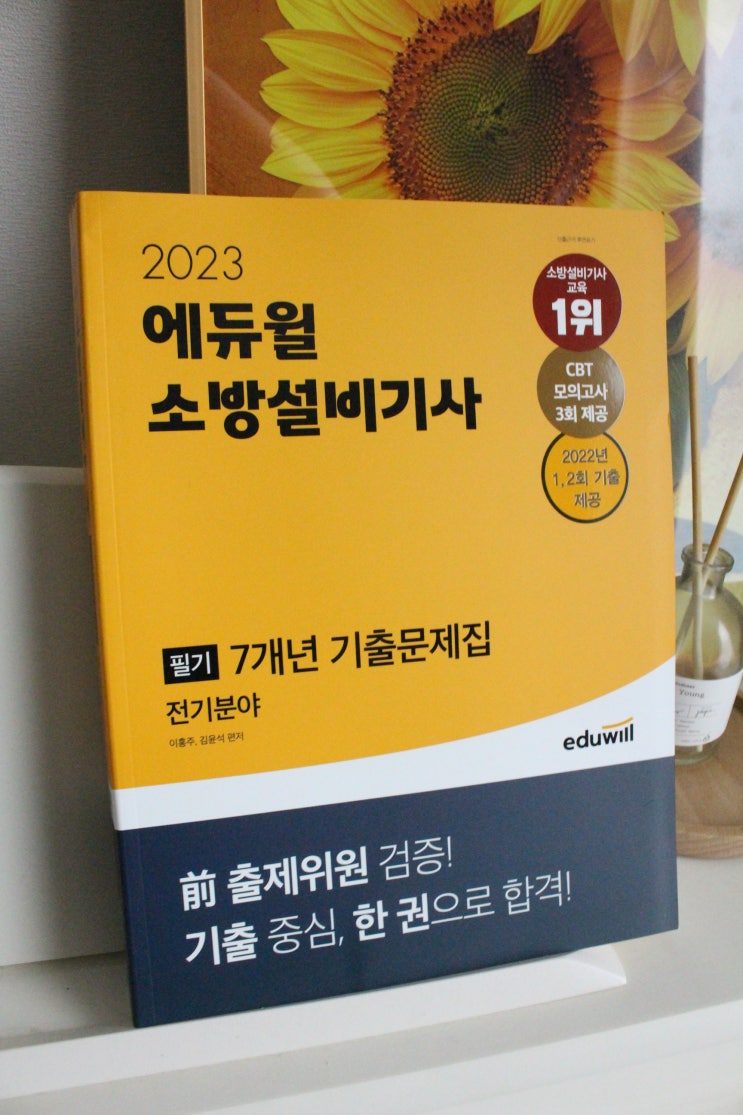 2023
에듀윌
소방설비기사
소방설비기사
교육
1위
CBT
모의고사
3회 제공
2022년
1, 2회 기출
제공
필기 7개년 기출문제집
전기분야
이홍주, 김윤석 편저
eduwill
前 출제위원 검증!
기출 중심, 한 권으로 합격!
Young